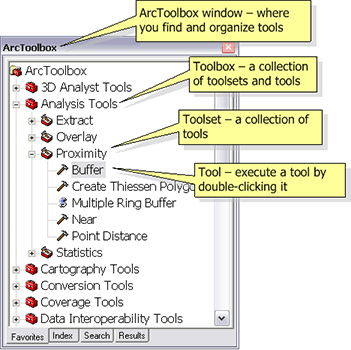 ArcToolbox window – where
you find and organize tools
ArcToolbox
ArcToolbox
Toolbox – a collection
of toolsets and tools
3D Analyst Tools
Analysis Tools
Extract
Toolset – a collection of
tools
Overlay
Proximity
Buffer
Tool – execute a tool by
double-clicking it
Create Thiessen Polygo
Multiple Ring Buffer
Near
Point Distance
Statistics
Cartography Tools
Conversion Tools
Coverage Tools
Data Interoperability Tools
Favorites Index Search Results